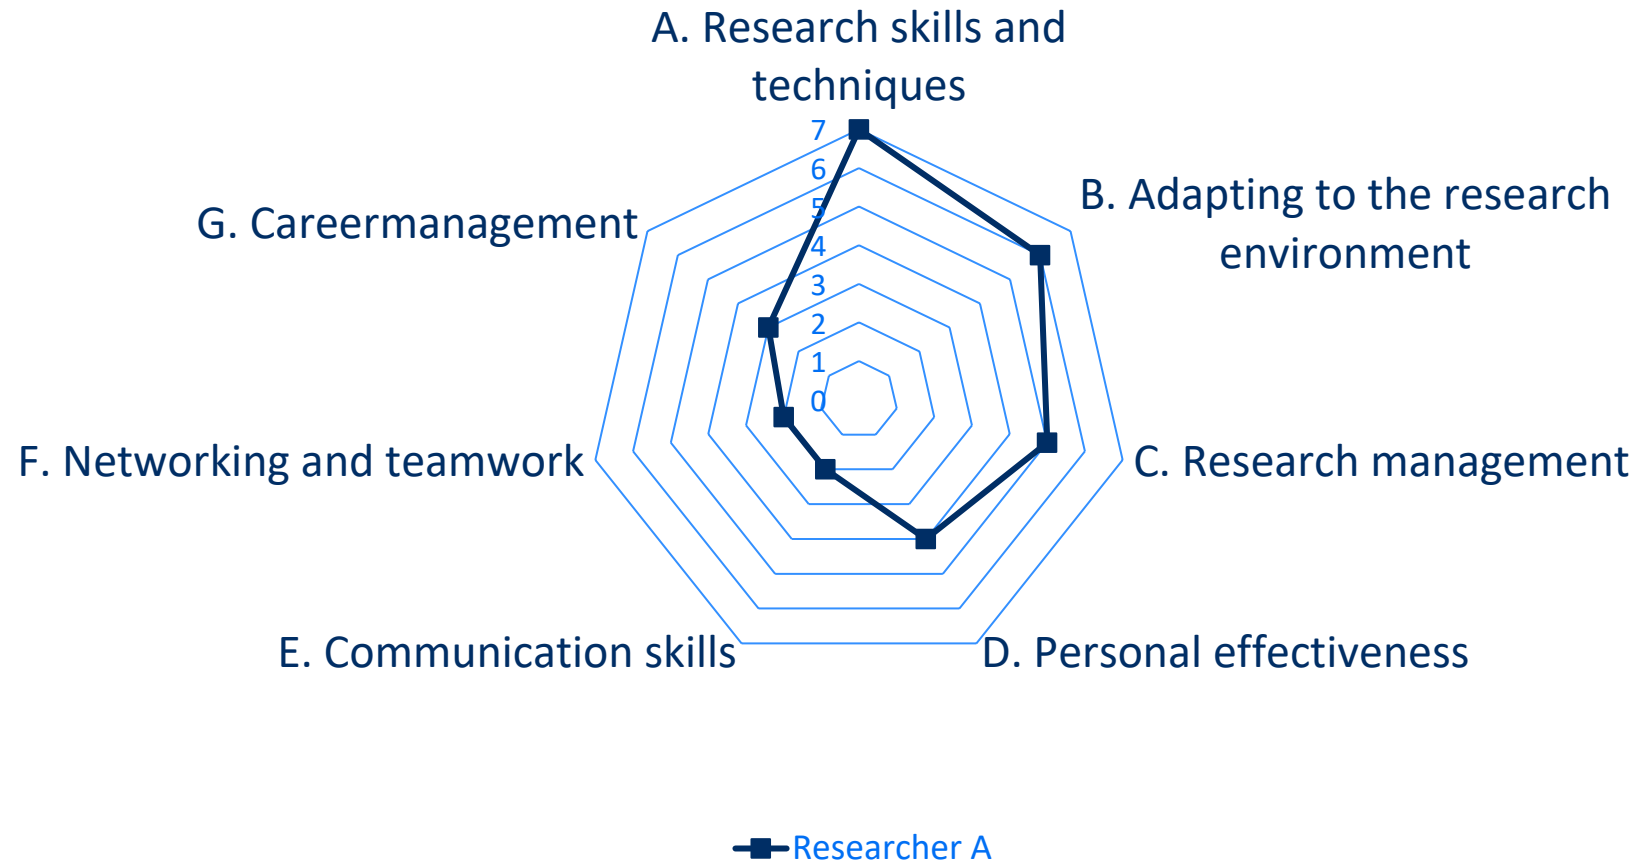 A. Research skills and
techniques
7
6
5
4
3
2
1
0
B. Adapting to the research
environment
G. Careermanagement
F. Networking and teamwork
C. Research management
E. Communication skills
D. Personal effectiveness
Researcher A